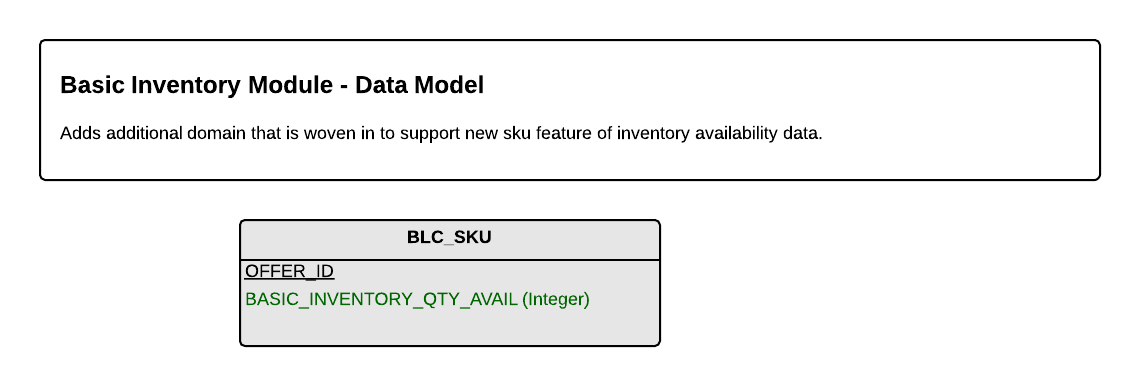 Basic Inventory Module - Data Model
Adds additional domain that is woven in to support new sku feature of inventory availability data.
BLC_SKU
OFFER_ID
BASIC_INVENTORY_QTY_AVAIL (Integer)